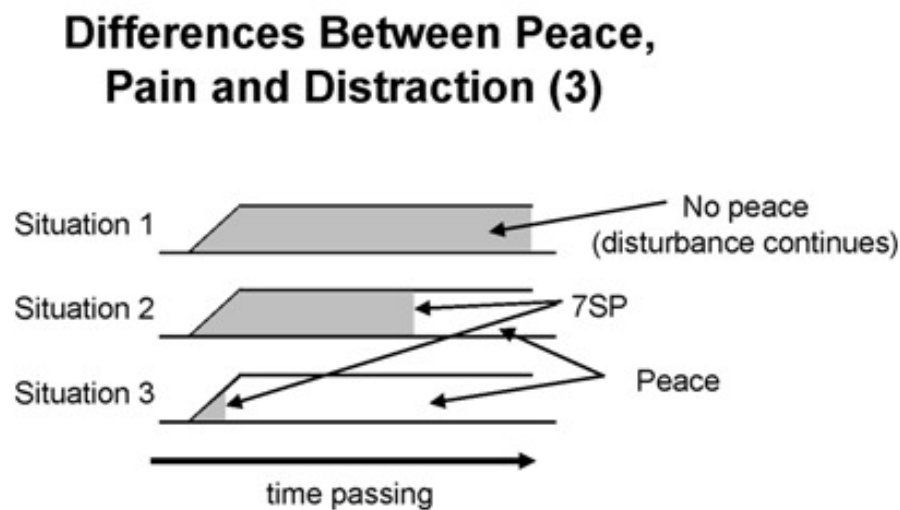 Differences Between Peace,
Pain and Distraction (3)
Situation 1
No peace
(disturbance continues)
Situation 2
7SP
Situation 3
Peace
time passing